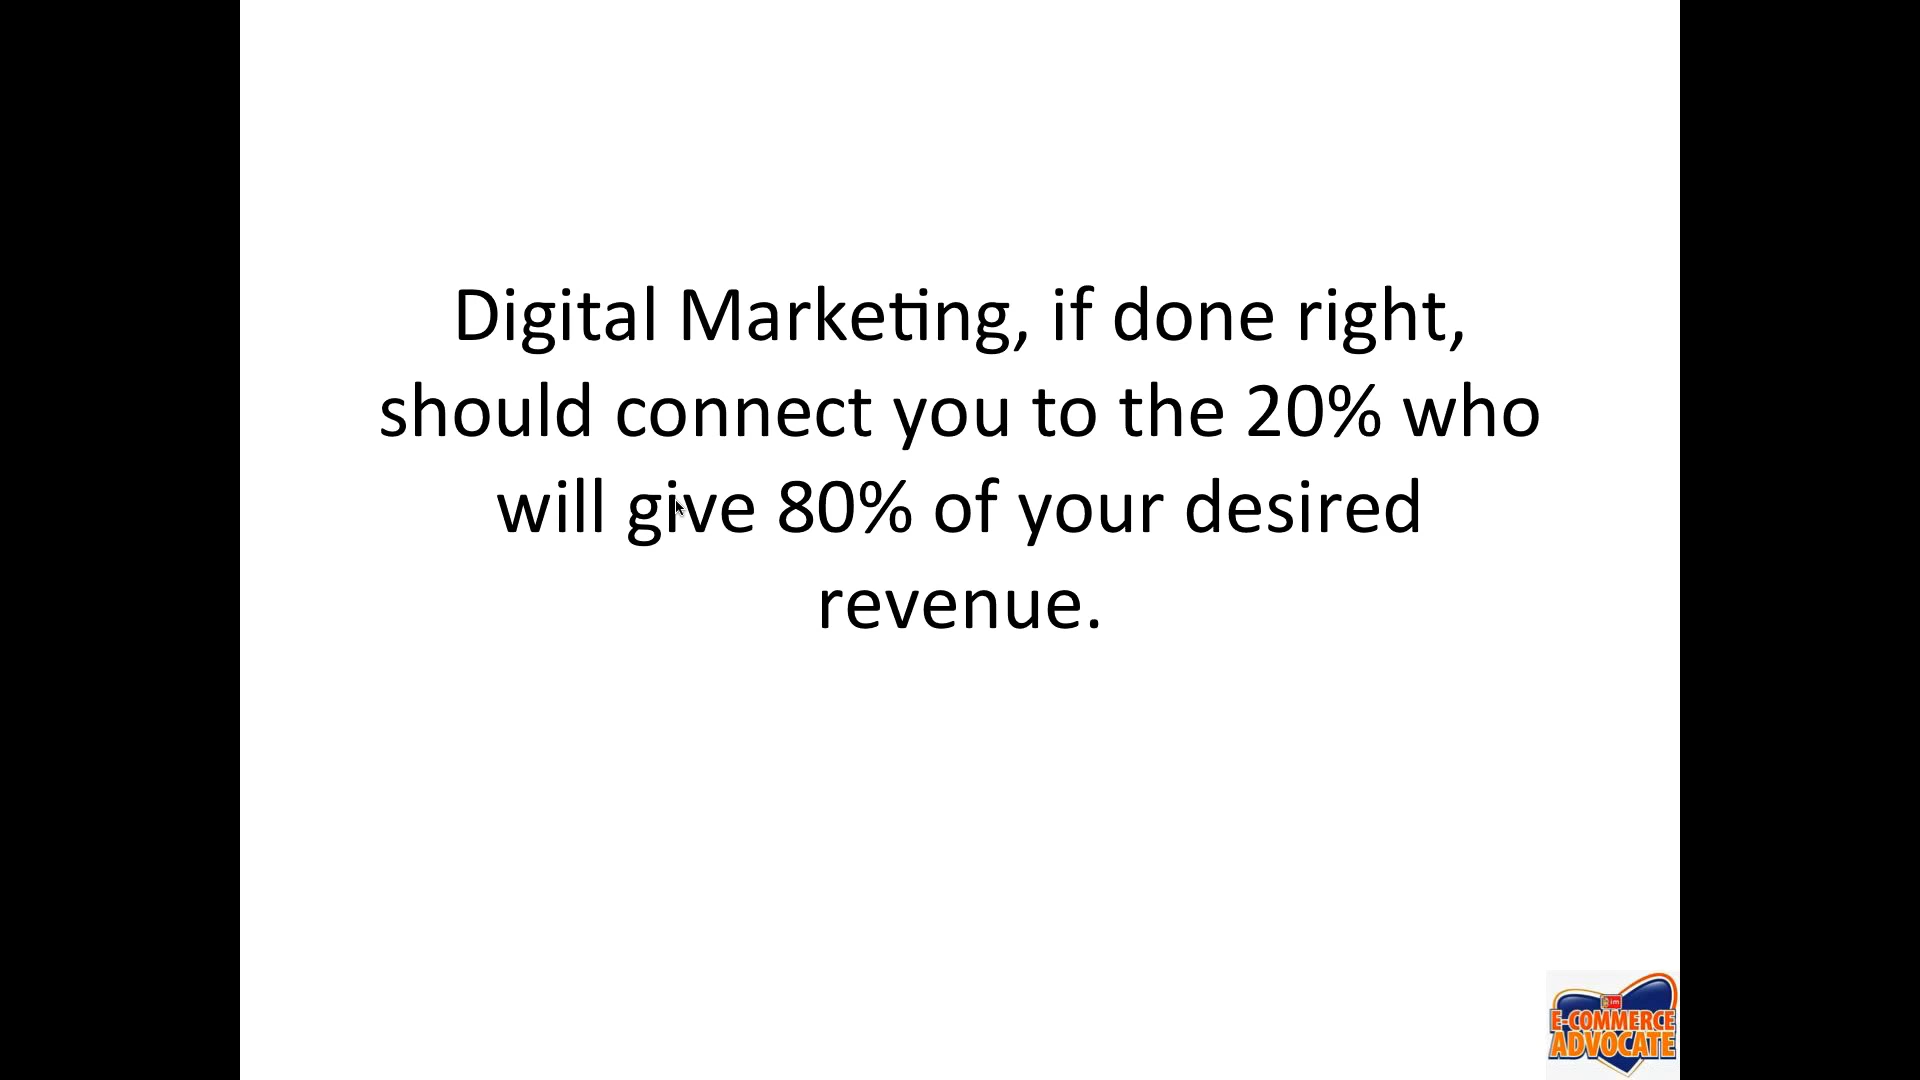 Digital Marketing, if done right,
should connect you to the 20% who
will give 80% of your desired
revenue.
im
E-COMMERCE
ADVOCATE